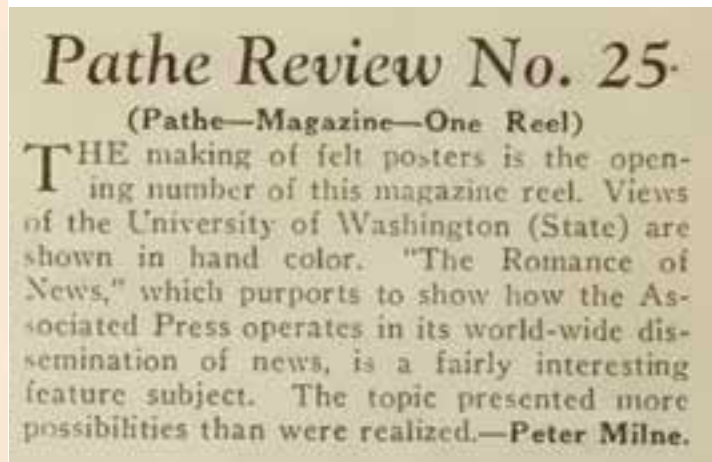 Pathe Review No. 25
(Pathe—Magazine—One Reel)
THE making of felt posters is the open-
ing number of this magazine reel. Views
of the University of Washington (State) are
shown in hand color. "The Romance of
News," which purports to show how the As-
sociated Press operates in its world-wide dis-
semination of news, is a fairly interesting
feature subject. The topic presented more
possibilities than were realized.—Peter Milne.